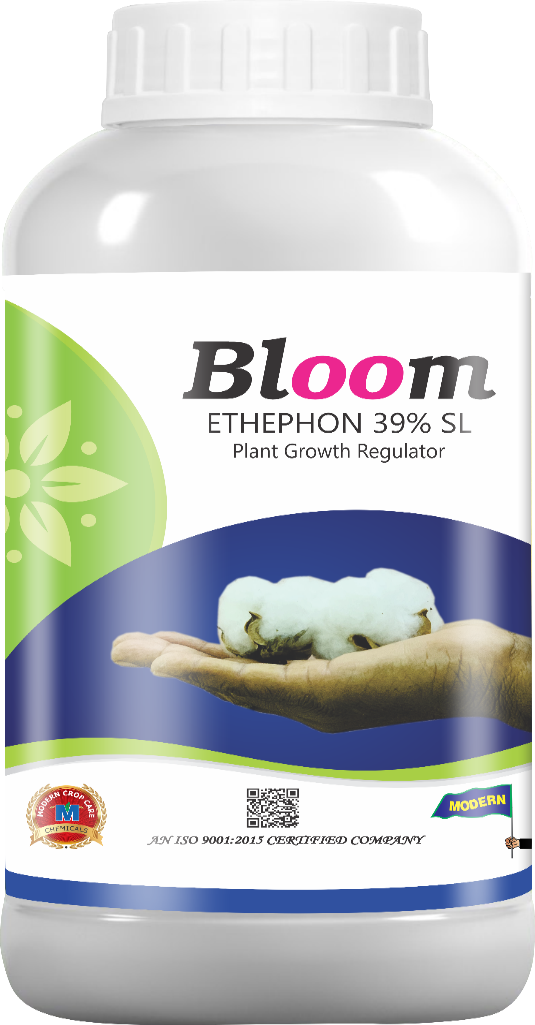 Bloom
ETHEPHON 39% SL
Plant Growth Regulator
MODERN CROP CARE
M
CHEMICALS
MODERN
AN ISO 9001:2015 CERTIFIED COMPANY